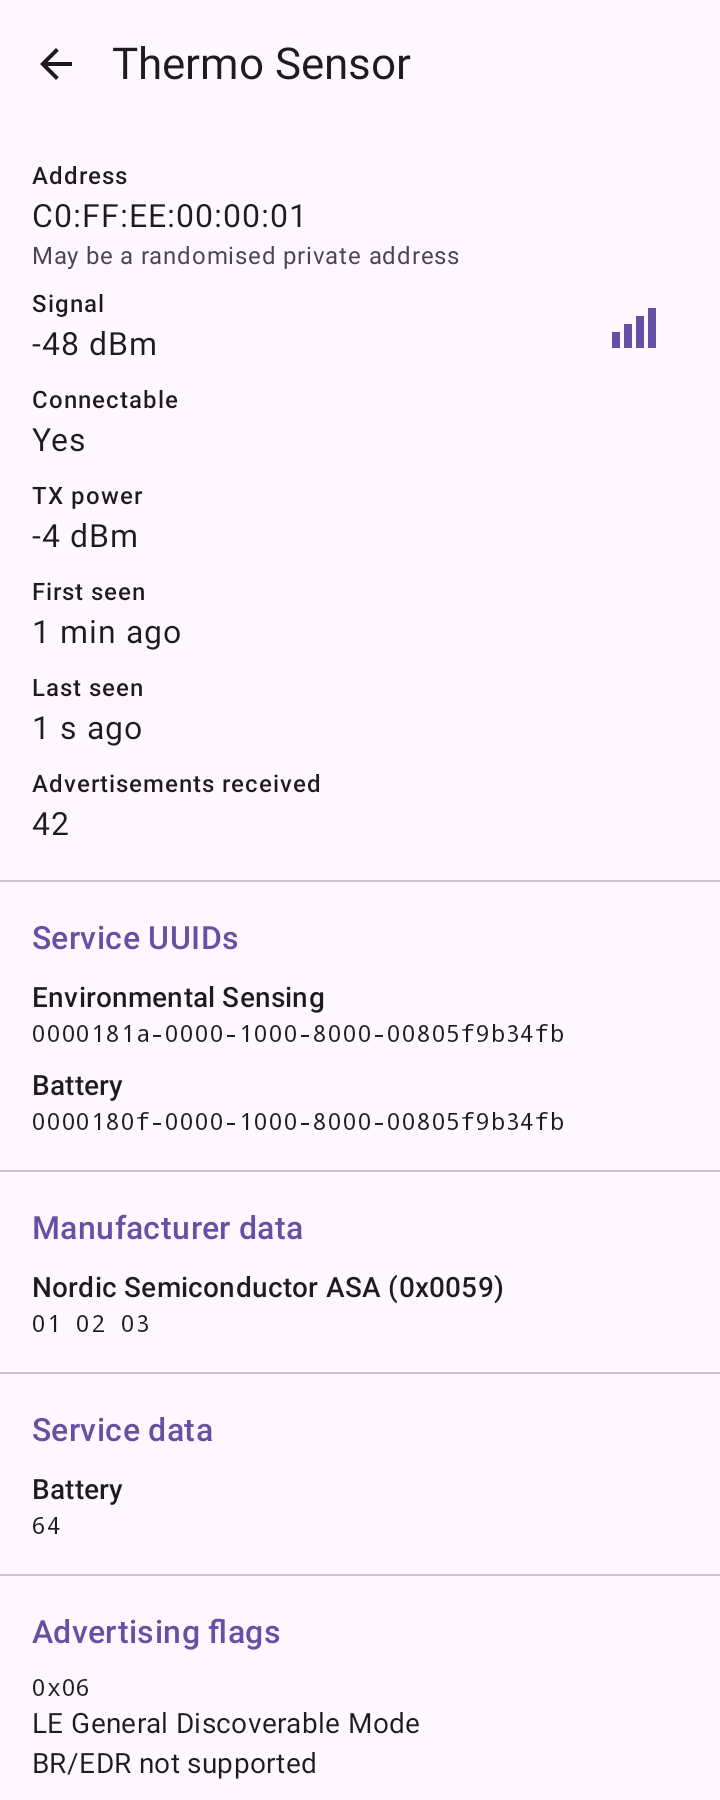 Thermo Sensor
Address
C0:FF:EE:00:00:01
May be a randomised private address
Signal
-48 dBm
Connectable
Yes
TX power
-4 dBm
First seen
1 min ago
Last seen
1 s ago
Advertisements received
42
Service UUIDs
Environmental Sensing
0000181a-0000-1000-8000-00805f9b34fb
Battery
0000180f-0000-1000-8000-00805f9b34fb
Manufacturer data
Nordic Semiconductor ASA (0x0059)
01 02 03
Service data
Battery
64
Advertising flags
0x06
LE General Discoverable Mode
BR/EDR not supported